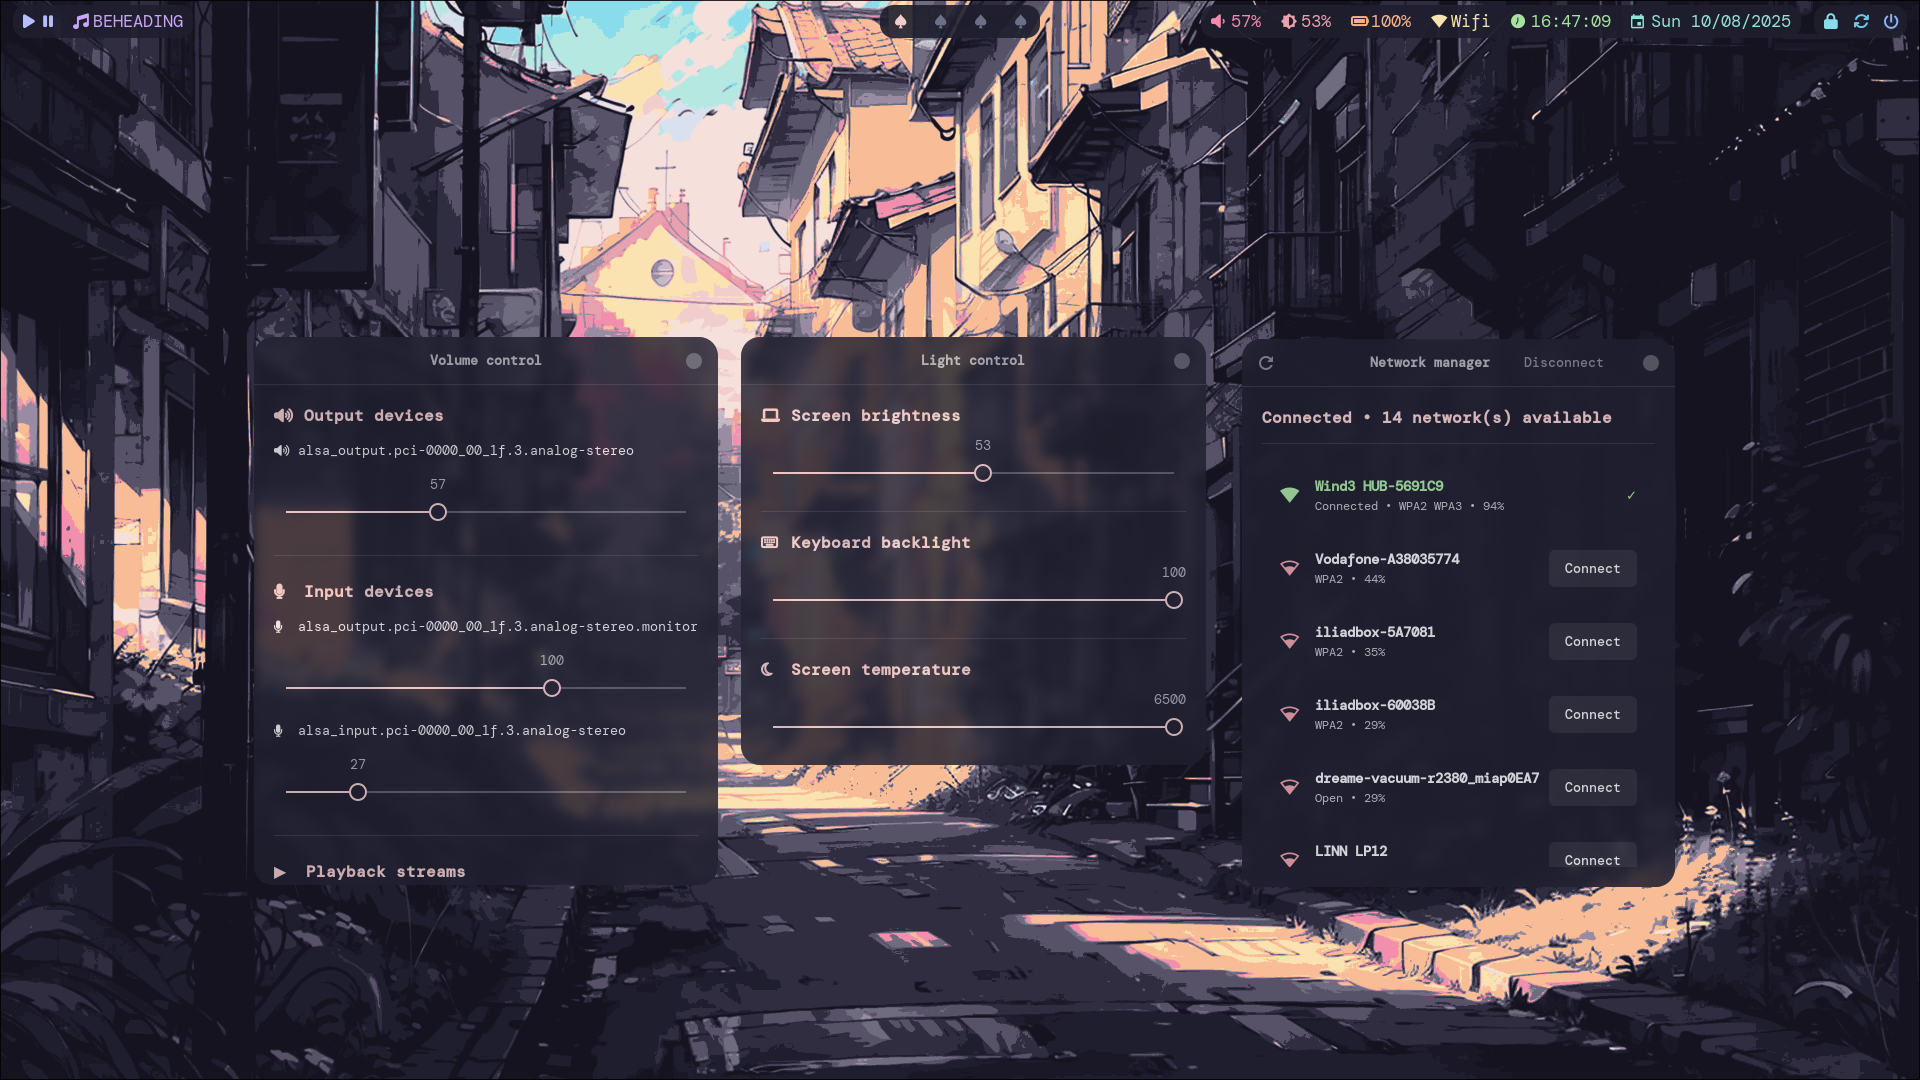 BEHEADING
57%
53%
100%
Wifi
16:47:09
Sun 10/08/2025
Volume control
Output devices
alsa_output.pci-0000_00_1f.3.analog-stereo
57
Input devices
alsa_output.pci-0000_00_1f.3.analog-stereo.monitor
100
alsa_input.pci-0000_00_1f.3.analog-stereo
27
Playback streams
Light control
Screen brightness
53
Keyboard backlight
100
Screen temperature
6500
Network manager
Disconnect
Connected • 14 network(s) available
Wind3 HUB-5691C9
Connected • WPA2 WPA3 • 94%
✓
Vodafone-A38035774
WPA2 • 44%
Connect
iliadbox-5A7081
WPA2 • 35%
Connect
iliadbox-60038B
WPA2 • 29%
Connect
dreame-vacuum-r2380_miap0EA7
Open • 29%
Connect
LINN LP12
Connect